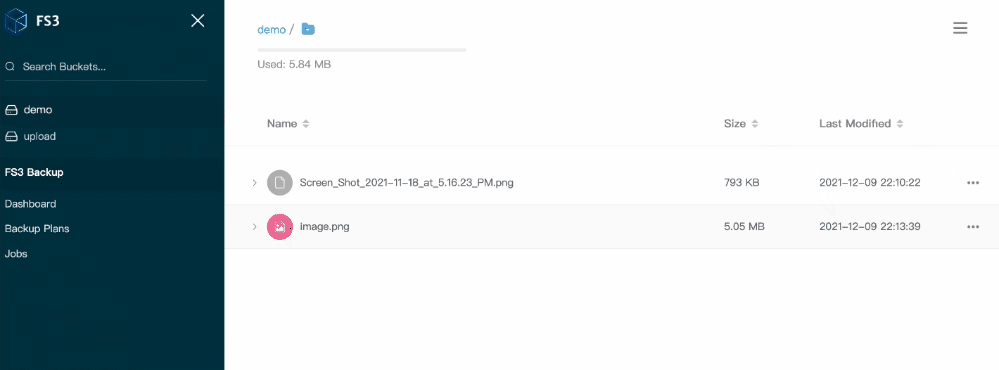 FS3
Search Buckets...
demo
upload
FS3 Backup
Dashboard
Backup Plans
Jobs
demo /
Used: 5.84 MB
Name Size Last Modified
Screen_Shot_2021-11-18_at_5.16.23_PM.png 793 KB 2021-12-09 22:10:22
image.png 5.05 MB 2021-12-09 22:13:39